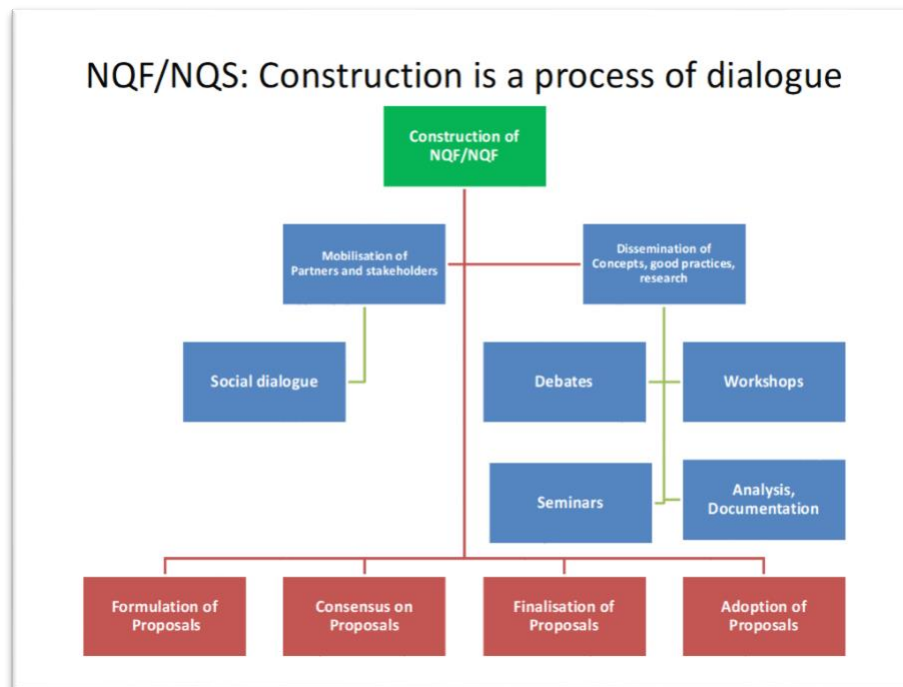 NQF/NQS: Construction is a process of dialogue
Construction of
NQF/NQF
Mobilisation of
Partners and stakeholders
Dissemination of
Concepts, good practices,
research
Social dialogue
Debates
Workshops
Seminars
Analysis,
Documentation
Formulation of
Proposals
Consensus on
Proposals
Finalisation of
Proposals
Adoption of
Proposals